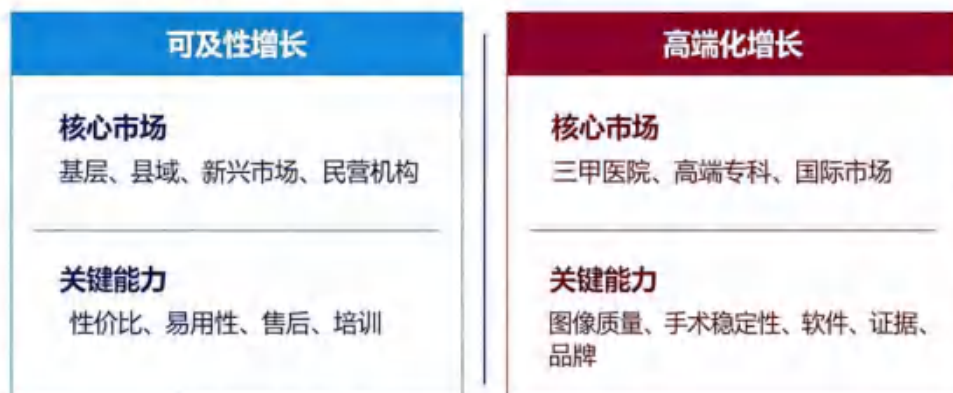 可及性增长
核心市场
基层、县域、新兴市场、民营机构
关键能力
性价比、易用性、售后、培训
高端化增长
核心市场
三甲医院、高端专科、国际市场
关键能力
图像质量、手术稳定性、软件、证据、
品牌